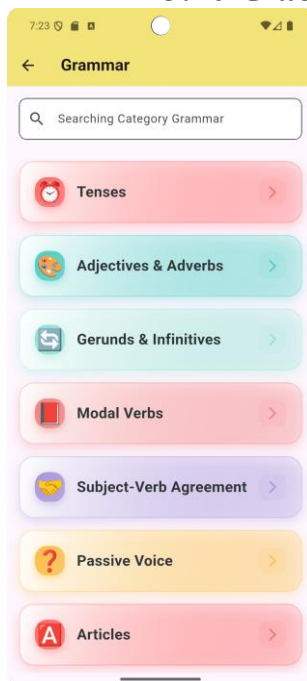 7:23
Grammar
Searching Category Grammar
Tenses
Adjectives & Adverbs
Gerunds & Infinitives
Modal Verbs
Subject-Verb Agreement
Passive Voice
A Articles